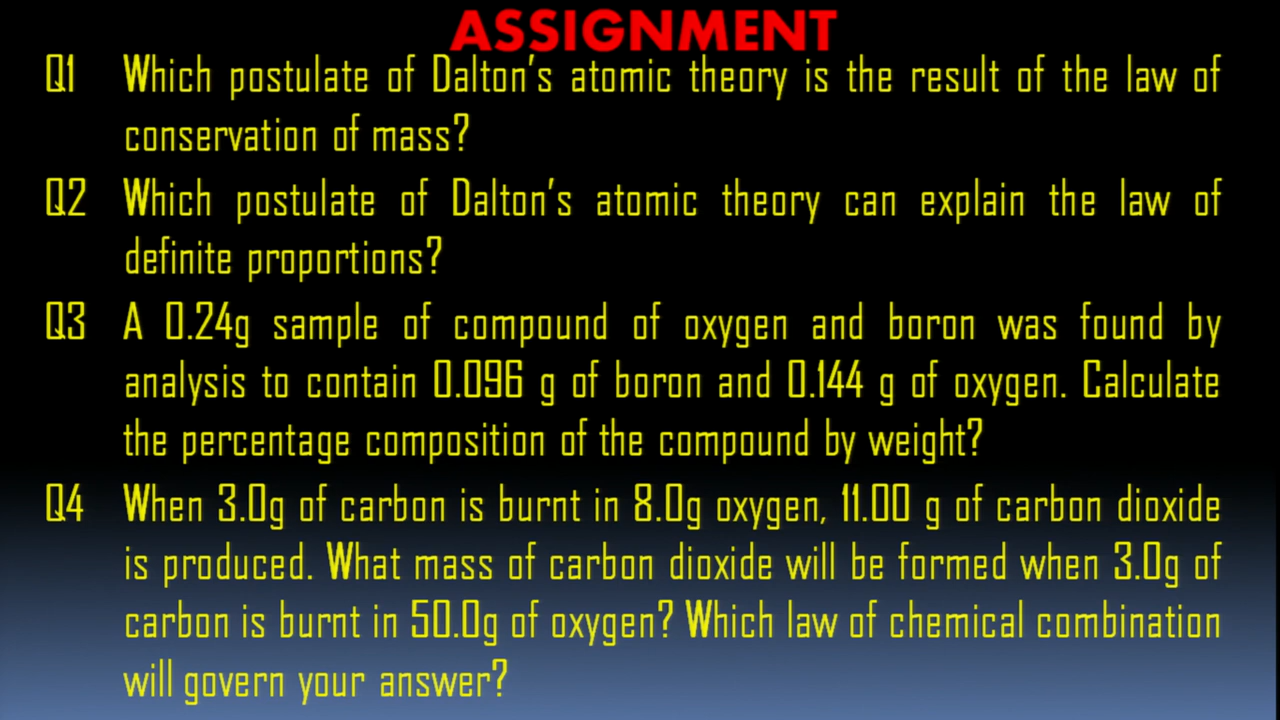 ASSIGNMENT
Q1 Which postulate of Dalton's atomic theory is the result of the law of
conservation of mass?
Q2 Which postulate of Dalton's atomic theory can explain the law of
definite proportions?
Q3 A 0.24g sample of compound of oxygen and boron was found by
analysis to contain 0.096 g of boron and 0.144 g of oxygen. Calculate
the percentage composition of the compound by weight?
Q4 When 3.0g of carbon is burnt in 8.0g oxygen, 11.00 g of carbon dioxide
is produced. What mass of carbon dioxide will be formed when 3.0g of
carbon is burnt in 50.0g of oxygen? Which law of chemical combination
will govern your answer?